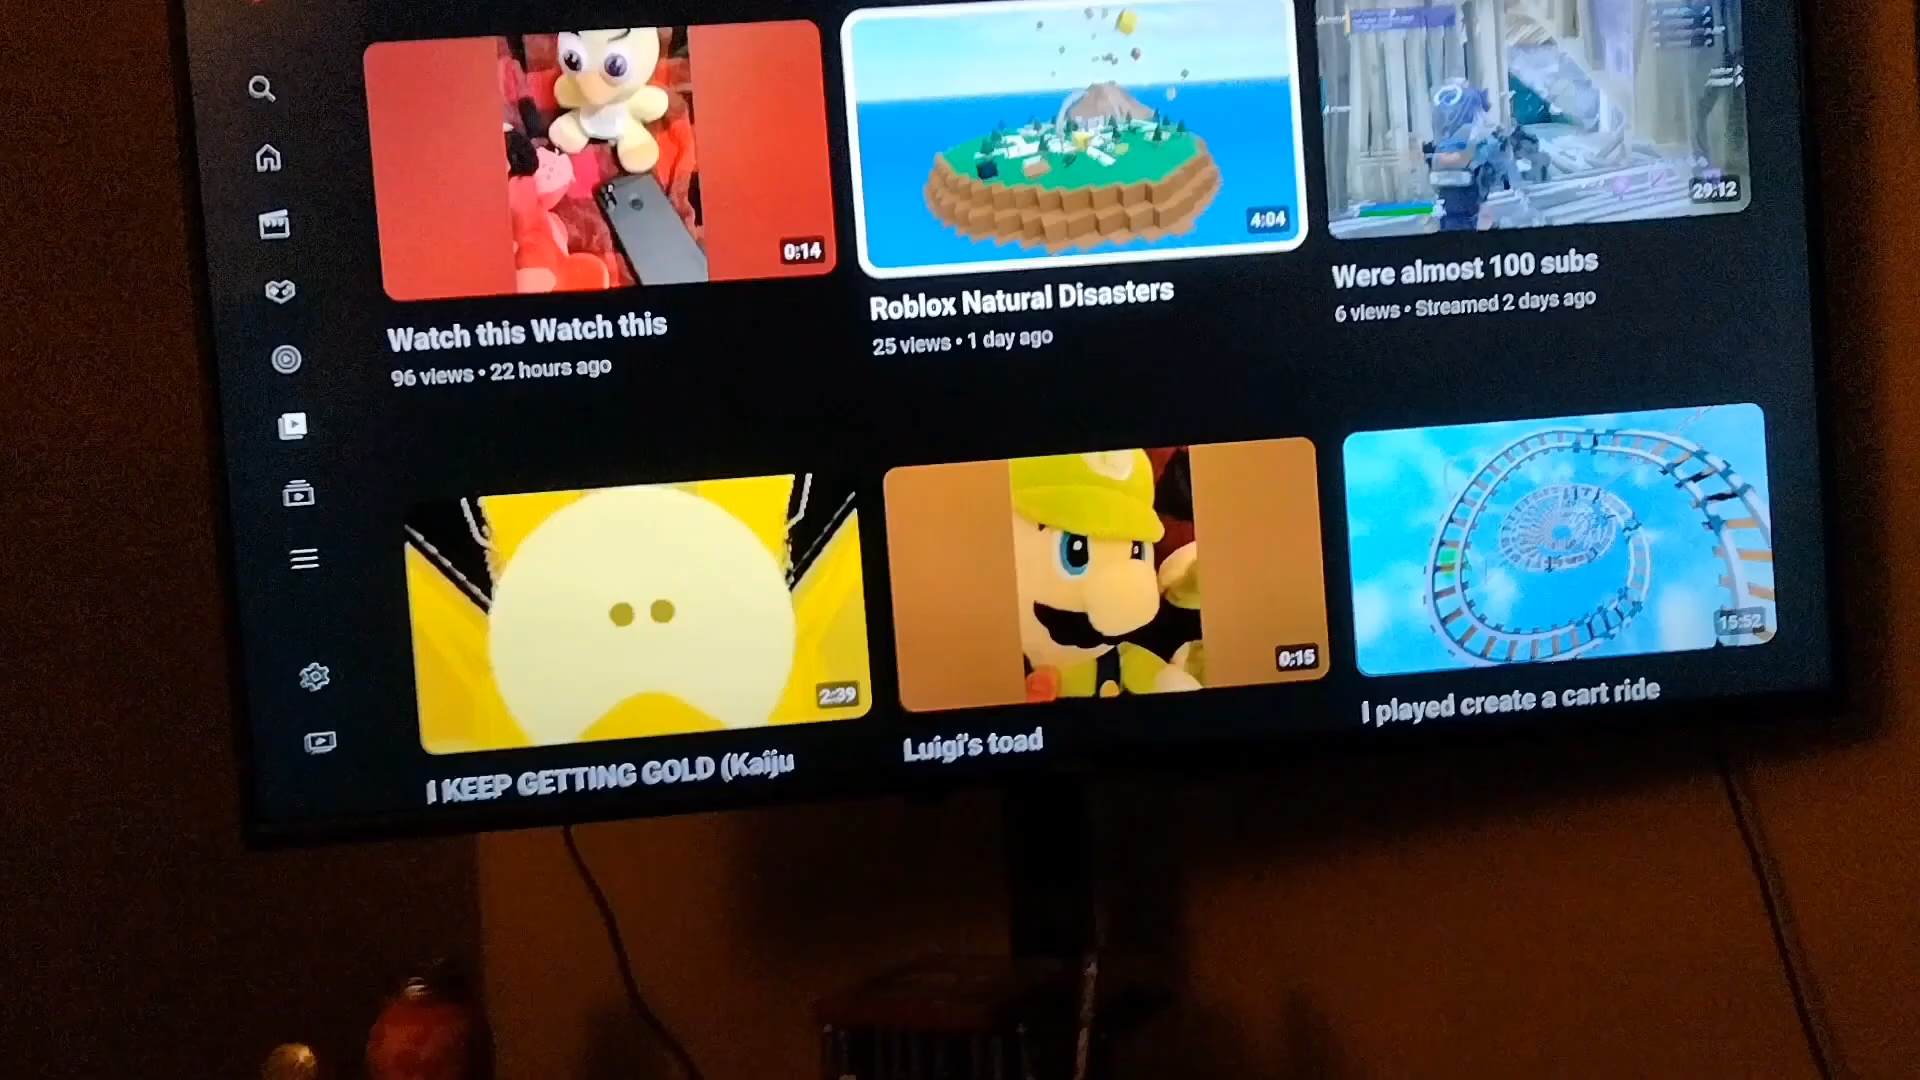 0:14
4:04
29:12
Watch this Watch this
96 views • 22 hours ago
Roblox Natural Disasters
25 views • 1 day ago
Were almost 100 subs
6 views • Streamed 2 days ago
2:39
0:15
15:52
I KEEP GETTING GOLD (Kaiju
Luigi's toad
I played create a cart ride